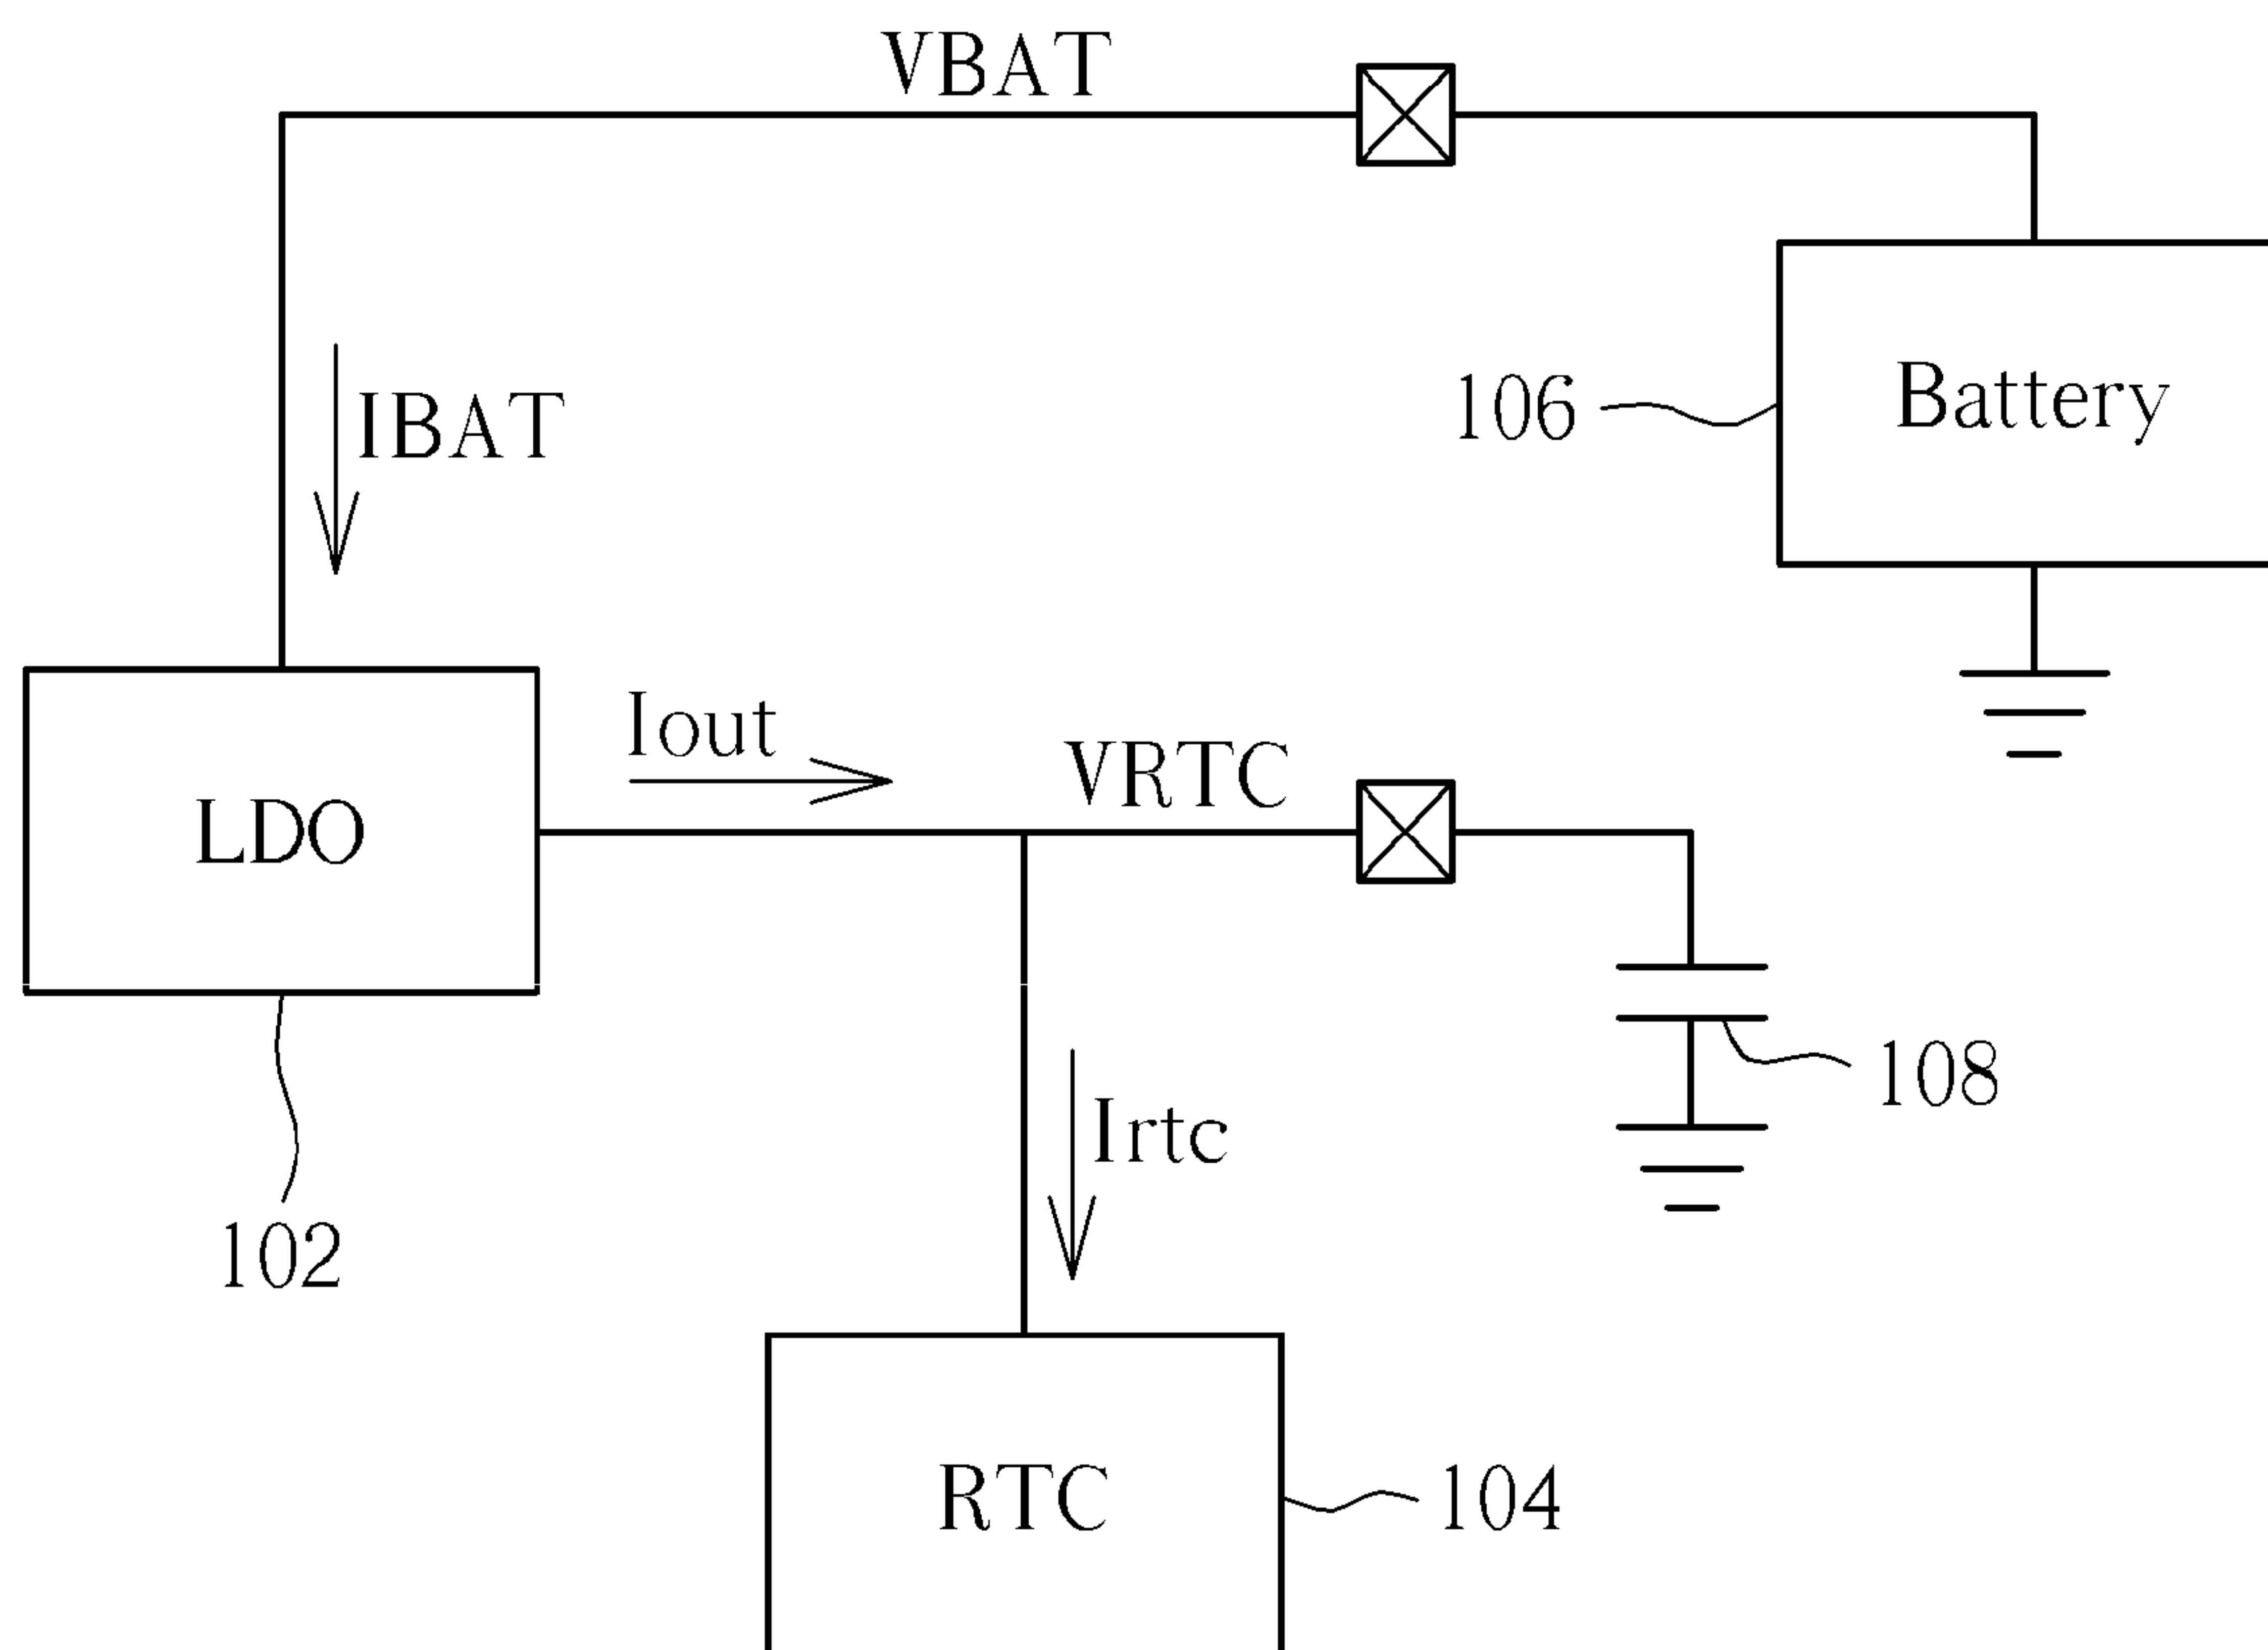 VBAT
IBAT
106
Battery
Iout
VRTC
LDO
108
Irtc
102
RTC
104